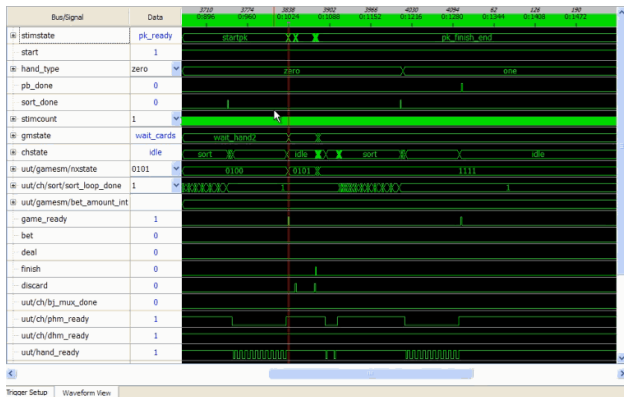 Bus/Signal Data 3710 3774 3838 3902 3966 4030 4094 62 126 190
0:896 0:960 0:1024 0:1088 0:1152 0:1216 0:1280 0:1344 0:1408 0:1472
stimstate pk_ready startpk pk_finish_end
start 1
hand_type zero zero one
pb_done 0
sort_done 0
stimcount 1
gmstate wait_cards wait_hand2
chstate idle sort idle sort idle
uut/gamesm/nxstate 0101 0100 0101 1111
uut/ch/sort/sort_loop_done 1 1 1
uut/gamesm/bet_amount_int
game_ready 1
bet 0
deal 0
finish 0
discard 0
uut/ch/bj_mux_done 0
uut/ch/phm_ready 1
uut/ch/dhm_ready 1
uut/hand_ready 1
Trigger Setup Waveform View